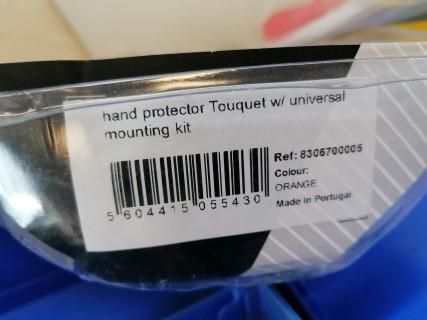 hand protector Touquet w/ universal
mounting kit
Ref: 8306700005
Colour:
ORANGE
Made in Portugal
5 604415 055430